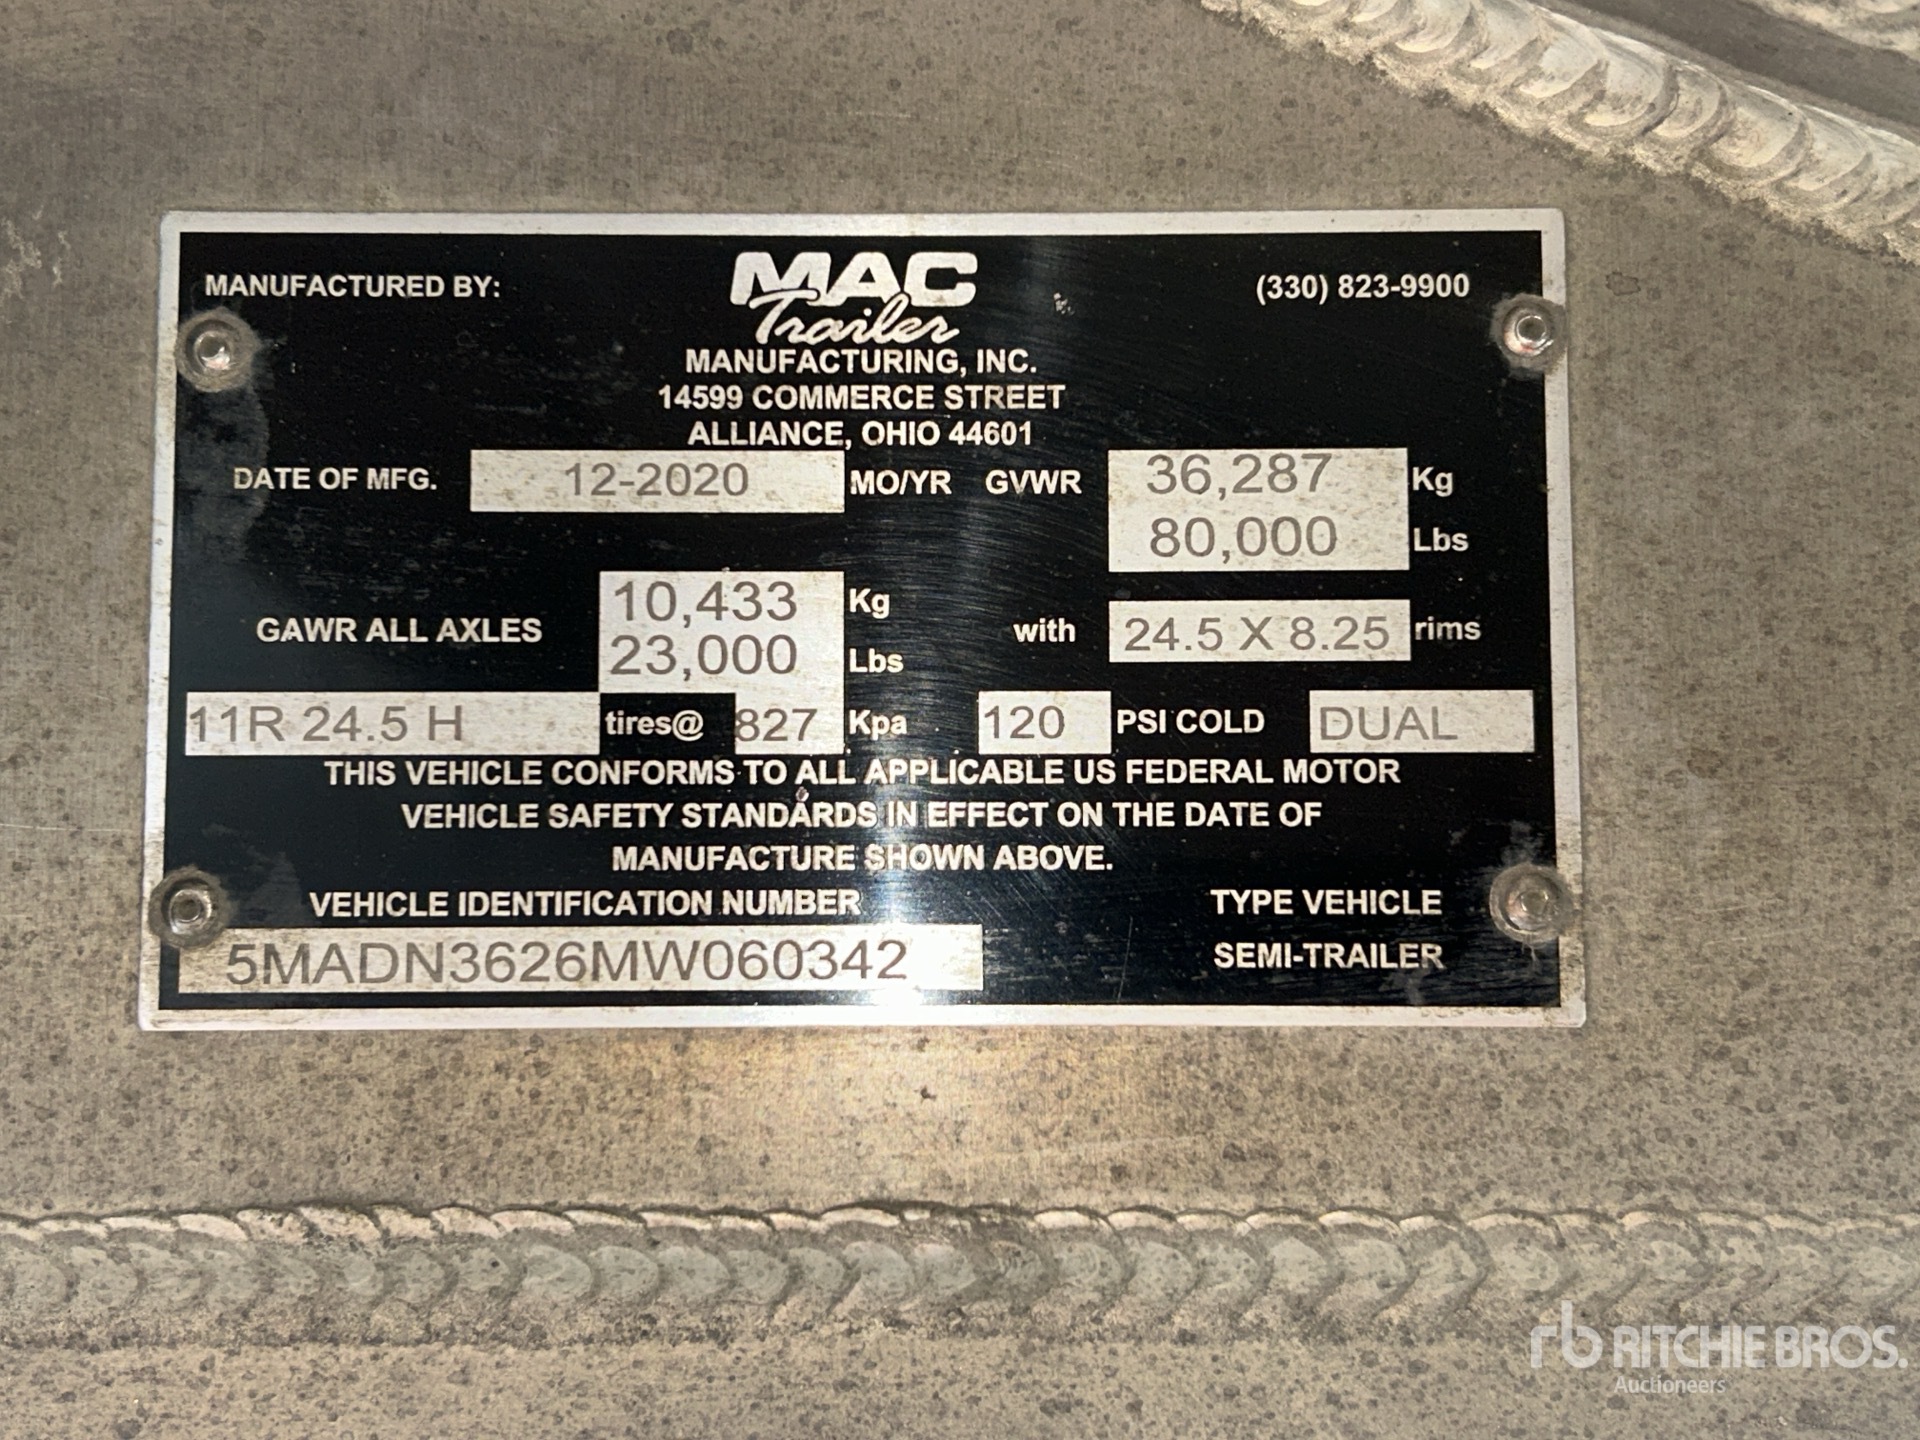 MANUFACTURED BY: MAC (330) 823-9900
Trailer
MANUFACTURING, INC.
14599 COMMERCE STREET
ALLIANCE, OHIO 44601
DATE OF MFG. 12-2020 MO/YR GVWR 36,287 Kg
80,000 Lbs
GAWR ALL AXLES 10,433 Kg
23,000 Lbs with 24.5 X 8.25 rims
11R 24.5 H tires@ 827 Kpa 120 PSI COLD DUAL
THIS VEHICLE CONFORMS TO ALL APPLICABLE US FEDERAL MOTOR
VEHICLE SAFETY STANDARDS IN EFFECT ON THE DATE OF
MANUFACTURE SHOWN ABOVE.
VEHICLE IDENTIFICATION NUMBER TYPE VEHICLE
5MADN3626MW060342 SEMI-TRAILER
rb RITCHIE BROS.
Auctioneers